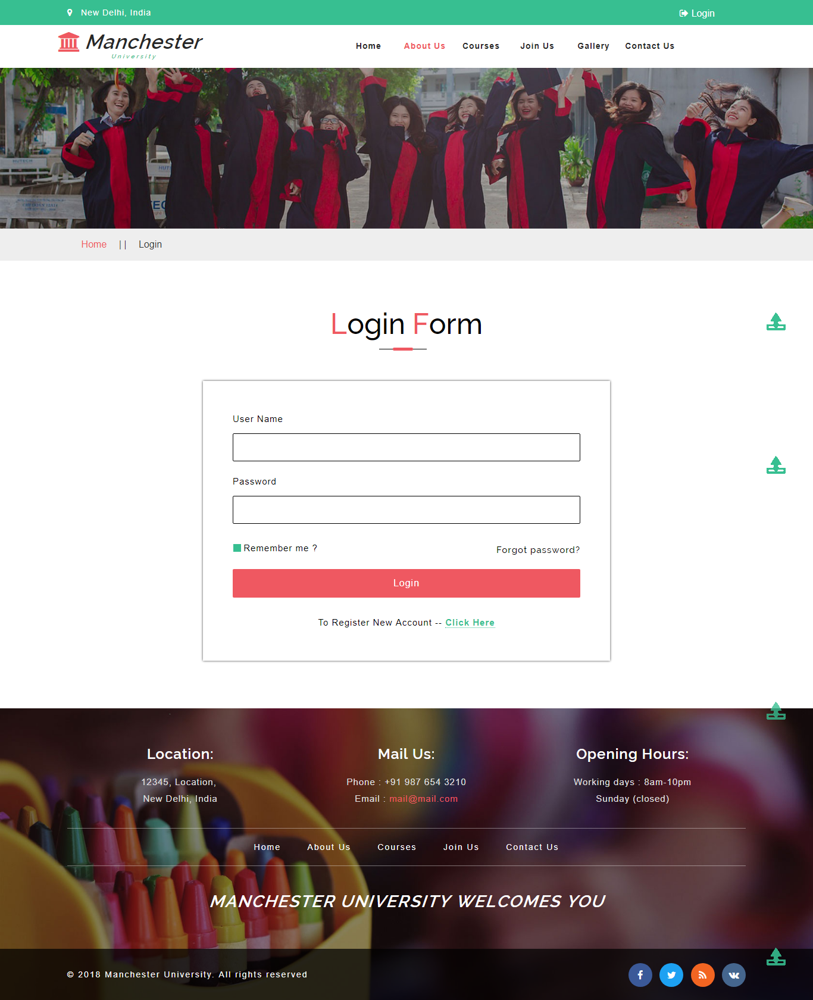 New Delhi, India
Login
Manchester
University
Home About Us Courses Join Us Gallery Contact Us
HUTECH
HUTECH
Home || Login
Login Form
User Name
Password
Remember me ?
Forgot password?
Login
To Register New Account -- Click Here
Location:
12345, Location,
New Delhi, India
Mail Us:
Phone : +91 987 654 3210
Email : mail@mail.com
Opening Hours:
Working days : 8am-10pm
Sunday (closed)
Home About Us Courses Join Us Contact Us
MANCHESTER UNIVERSITY WELCOMES YOU
© 2018 Manchester University. All rights reserved